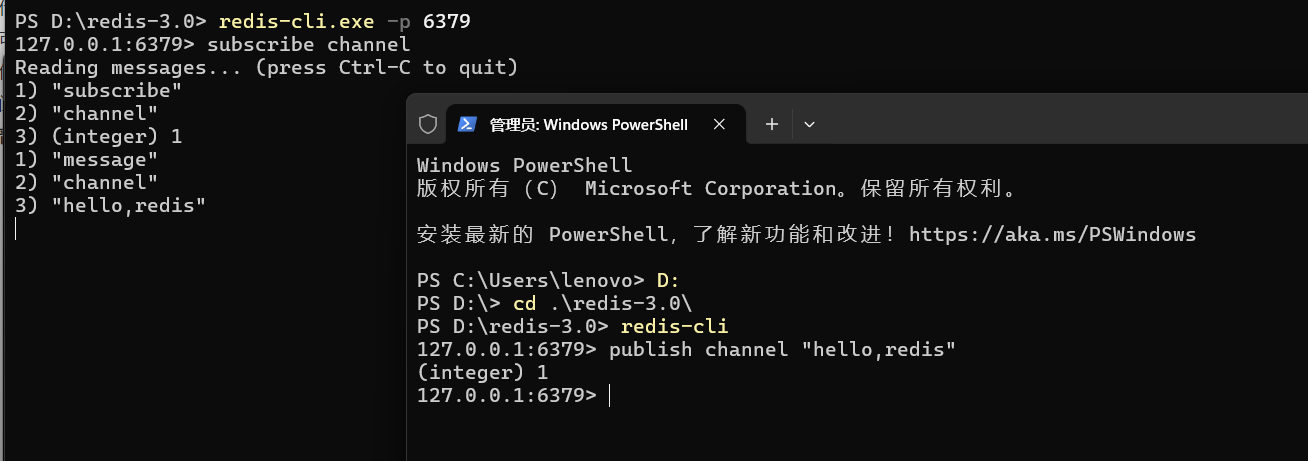 PS D:\redis-3.0> redis-cli.exe -p 6379
127.0.0.1:6379> subscribe channel
Reading messages... (press Ctrl-C to quit)
1) "subscribe"
2) "channel"
3) (integer) 1
1) "message"
2) "channel"
3) "hello,redis"
管理员: Windows PowerShell
Windows PowerShell
版权所有（C） Microsoft Corporation。保留所有权利。
安装最新的 PowerShell，了解新功能和改进！https://aka.ms/PSWindows
PS C:\Users\lenovo> D:
PS D:\> cd .\redis-3.0\
PS D:\redis-3.0> redis-cli
127.0.0.1:6379> publish channel "hello,redis"
(integer) 1
127.0.0.1:6379>